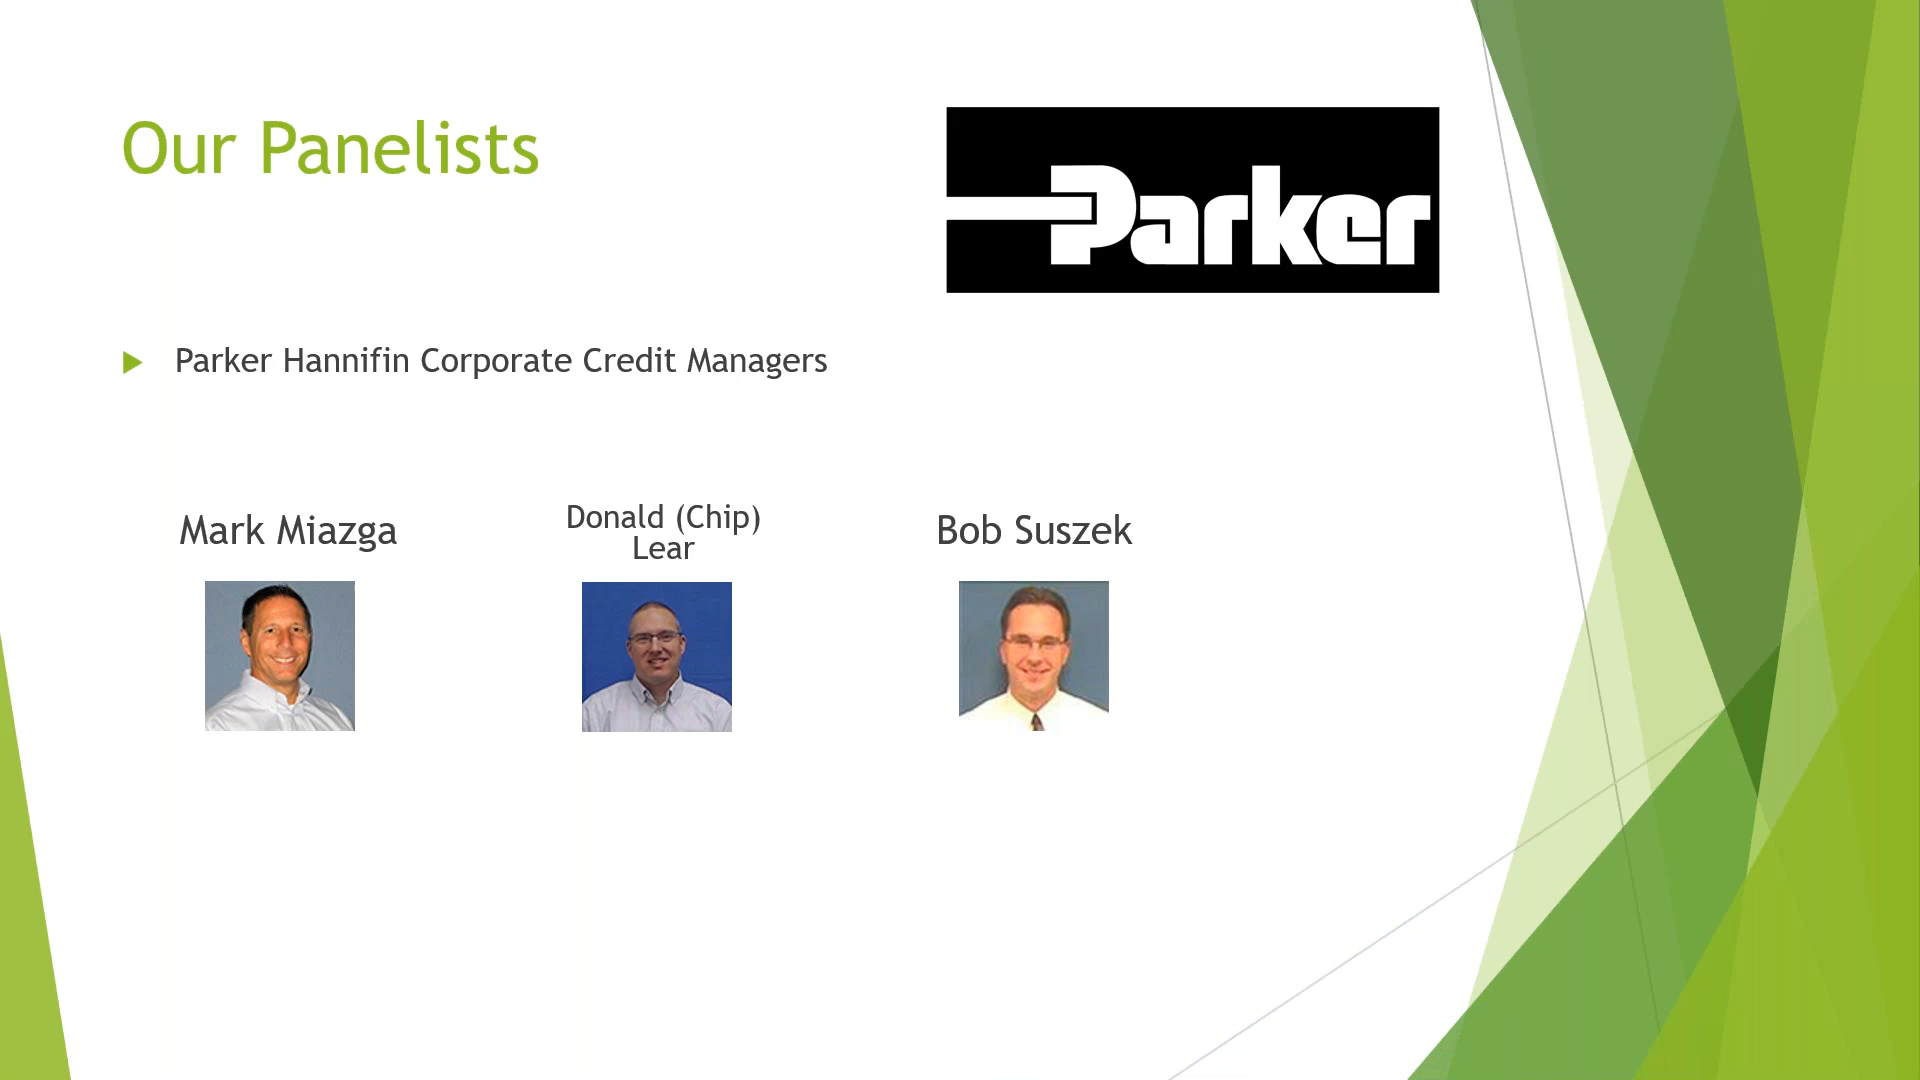 Our Panelists
Parker
Parker Hannifin Corporate Credit Managers
Mark Miazga
Donald (Chip)
Lear
Bob Suszek